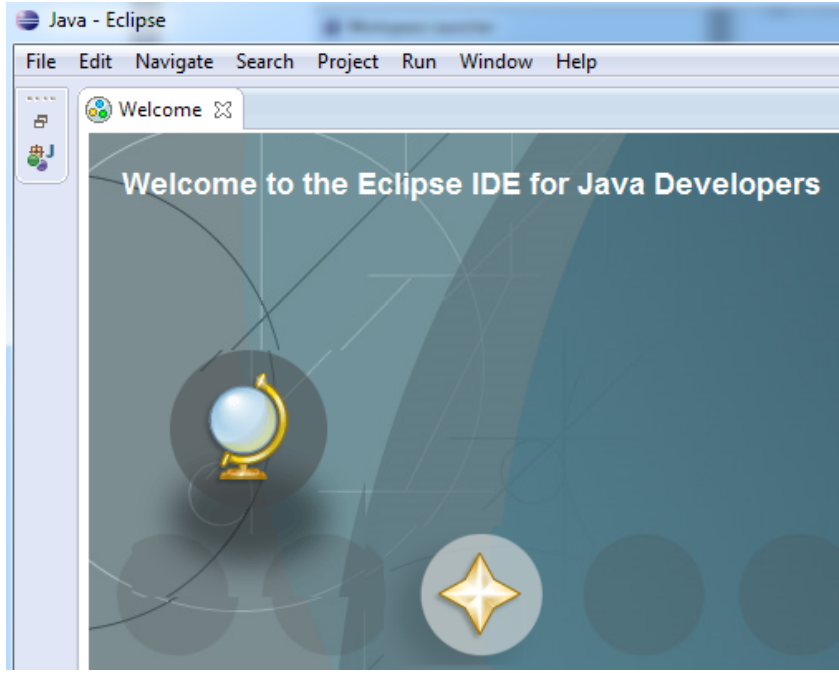 Java - Eclipse
File Edit Navigate Search Project Run Window Help
Welcome
Welcome to the Eclipse IDE for Java Developers